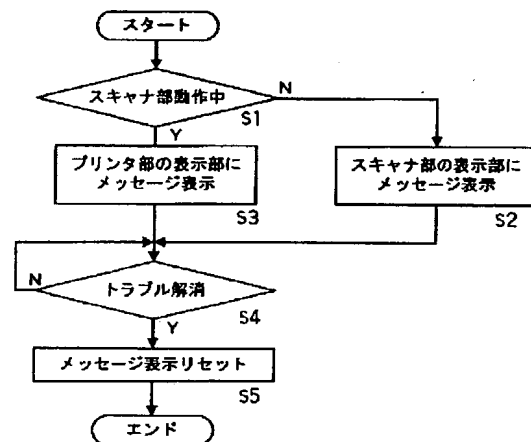 スタート
スキャナ部動作中
N
S1
Y
プリンタ部の表示部に
メッセージ表示
S3
スキャナ部の表示部に
メッセージ表示
S2
N
トラブル解消
S4
Y
メッセージ表示リセット
S5
エンド